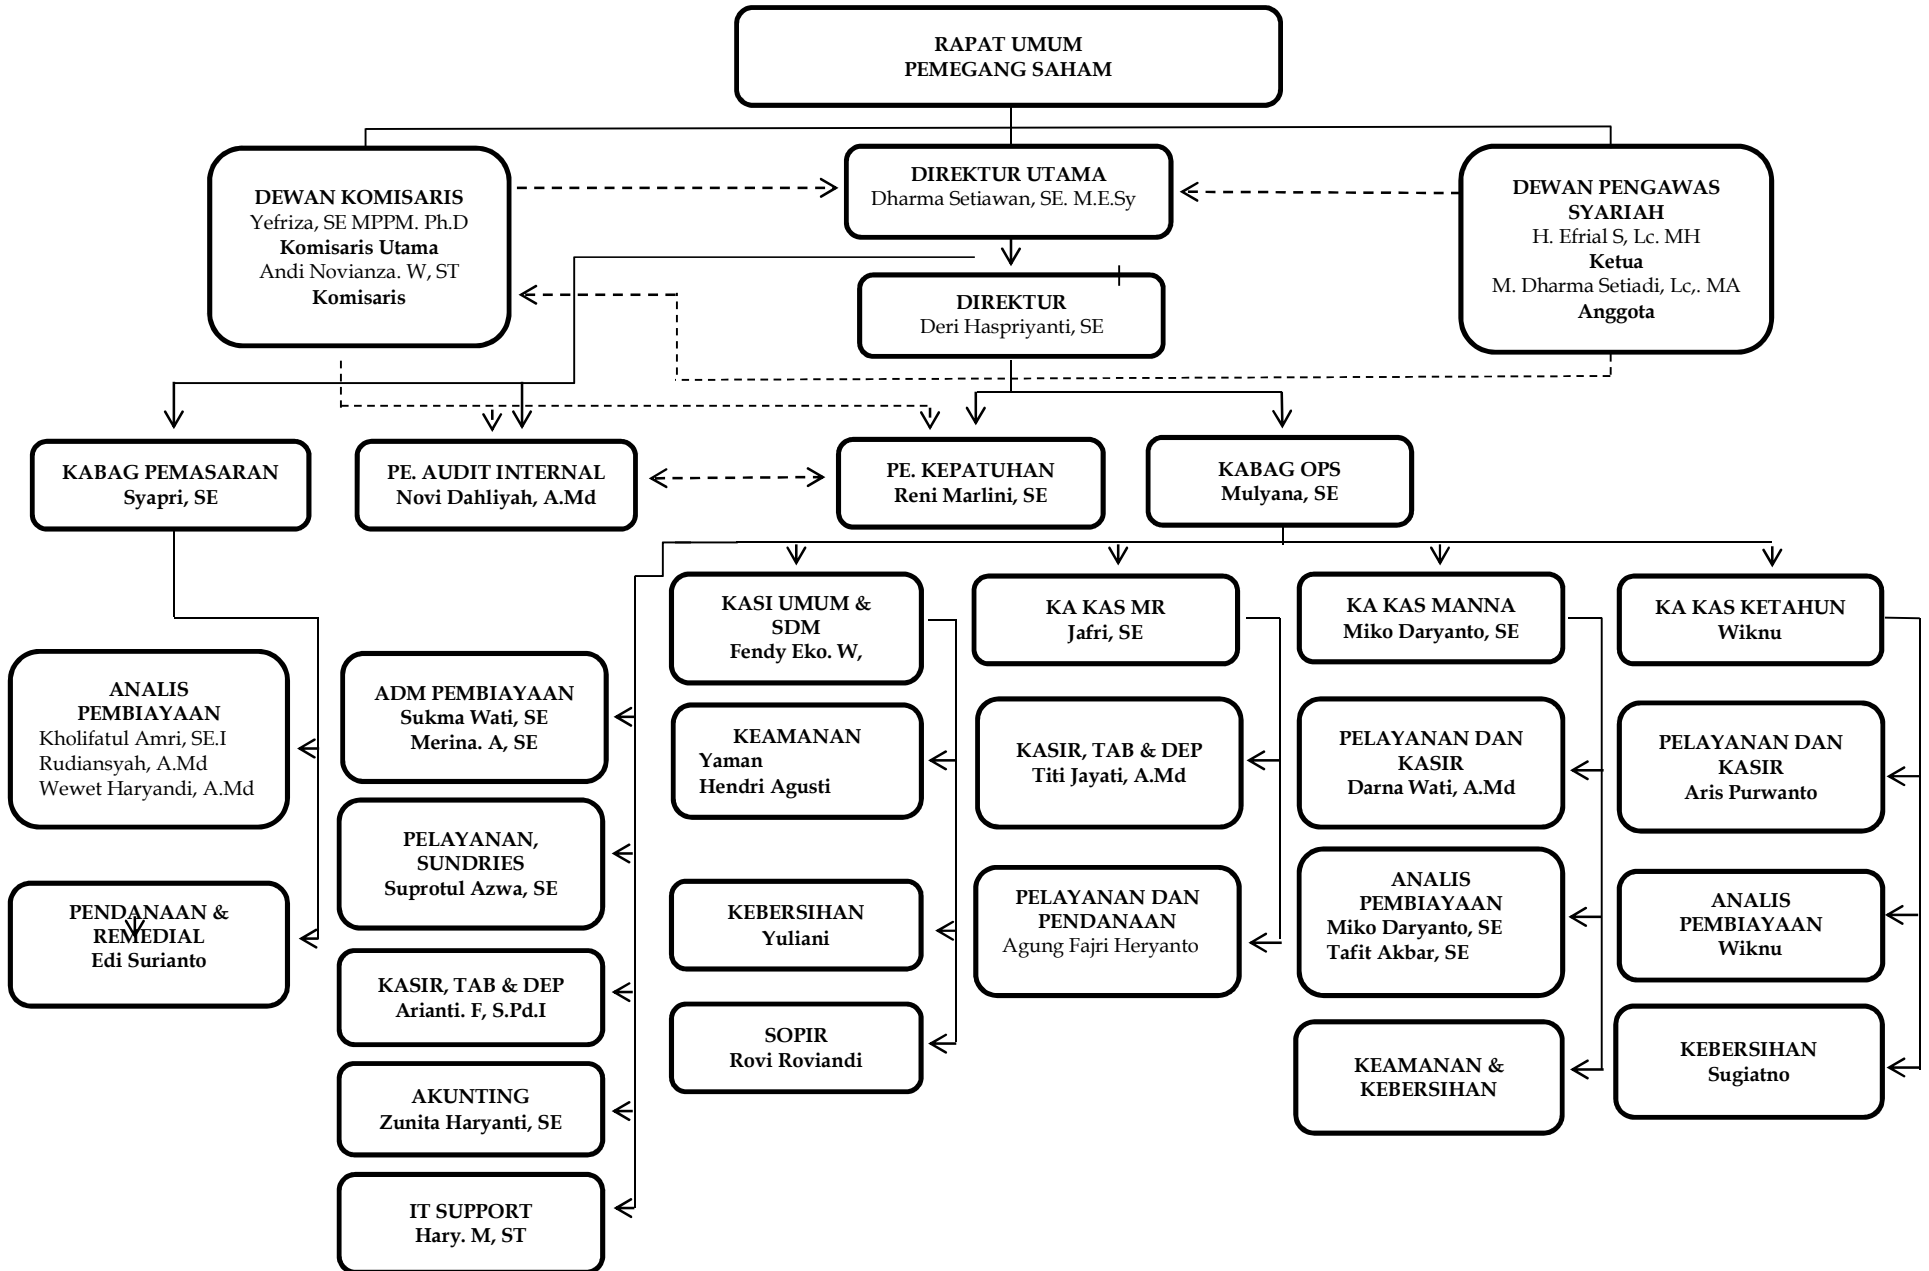 RAPAT UMUM
PEMEGANG SAHAM
DEWAN KOMISARIS
Yefriza, SE MPPM. Ph.D
Komisaris Utama
Andi Novianza. W, ST
Komisaris
DIREKTUR UTAMA
Dharma Setiawan, SE. M.E.Sy
DEWAN PENGAWAS
SYARIAH
H. Efrial S, Lc. MH
Ketua
M. Dharma Setiadi, Lc,. MA
Anggota
DIREKTUR
Deri Haspriyanti, SE
KABAG PEMASARAN
Syapri, SE
PE. AUDIT INTERNAL
Novi Dahliyah, A.Md
PE. KEPATUHAN
Reni Marlini, SE
KABAG OPS
Mulyana, SE
KASI UMUM &
SDM
Fendy Eko. W,
KA KAS MR
Jafri, SE
KA KAS MANNA
Miko Daryanto, SE
KA KAS KETAHUN
Wiknu
ANALIS
PEMBIAYAAN
Kholifatul Amri, SE.I
Rudiansyah, A.Md
Wewet Haryandi, A.Md
ADM PEMBIAYAAN
Sukma Wati, SE
Merina. A, SE
KEAMANAN
Yaman
Hendri Agusti
KASIR, TAB & DEP
Titi Jayati, A.Md
PELAYANAN DAN
KASIR
Darna Wati, A.Md
PELAYANAN DAN
KASIR
Aris Purwanto
PELAYANAN,
SUNDRIES
Suprotul Azwa, SE
PENDANAAN &
REMEDIAL
Edi Surianto
KEBERSIHAN
Yuliani
PELAYANAN DAN
PENDANAAN
Agung Fajri Heryanto
ANALIS
PEMBIAYAAN
Miko Daryanto, SE
Tafit Akbar, SE
ANALIS
PEMBIAYAAN
Wiknu
KASIR, TAB & DEP
Arianti. F, S.Pd.I
SOPIR
Rovi Roviandi
KEAMANAN &
KEBERSIHAN
KEBERSIHAN
Sugiatno
AKUNTING
Zunita Haryanti, SE
IT SUPPORT
Hary. M, ST